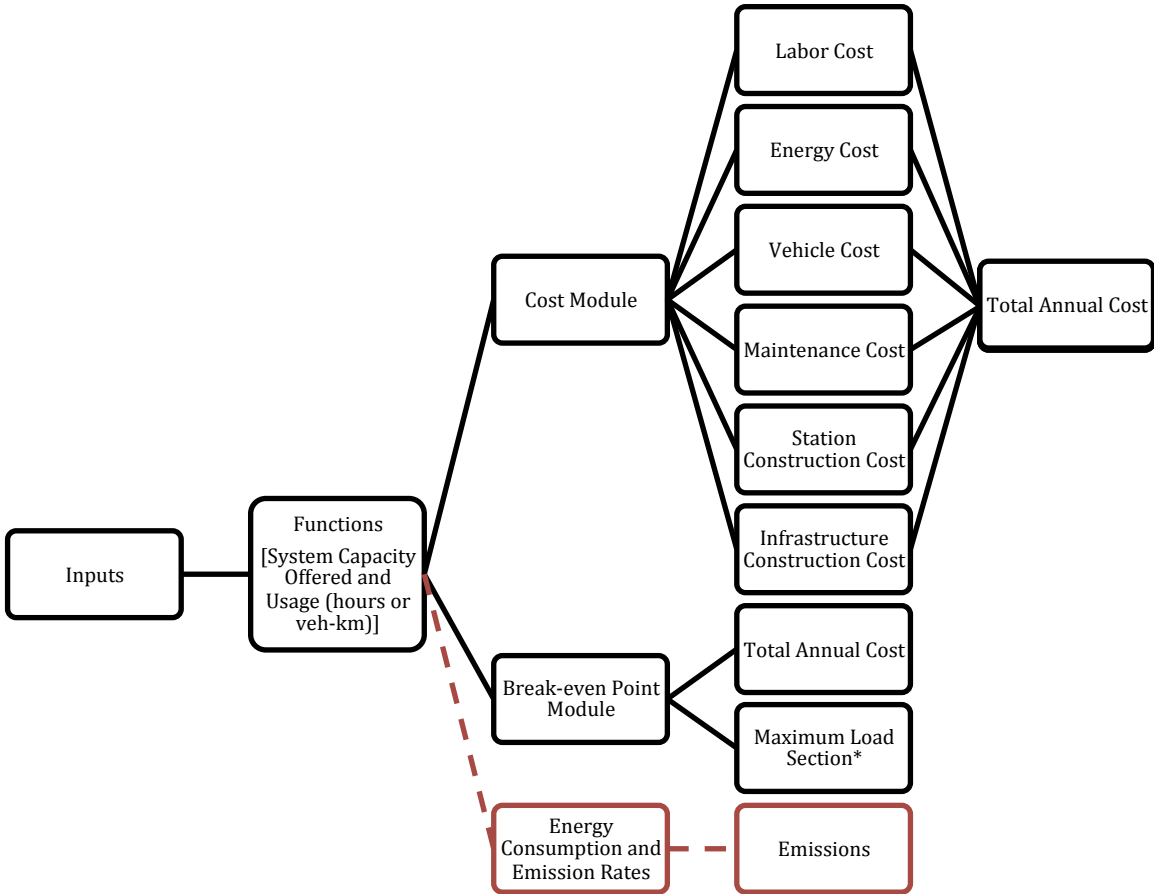 Labor Cost
Energy Cost
Vehicle Cost
Cost Module
Total Annual Cost
Maintenance Cost
Station
Construction Cost
Functions
[System Capacity
Offered and
Usage (hours or
veh-km)]
Inputs
Infrastructure
Construction Cost
Total Annual Cost
Break-even Point
Module
Maximum Load
Section*
Energy
Consumption and
Emission Rates
Emissions